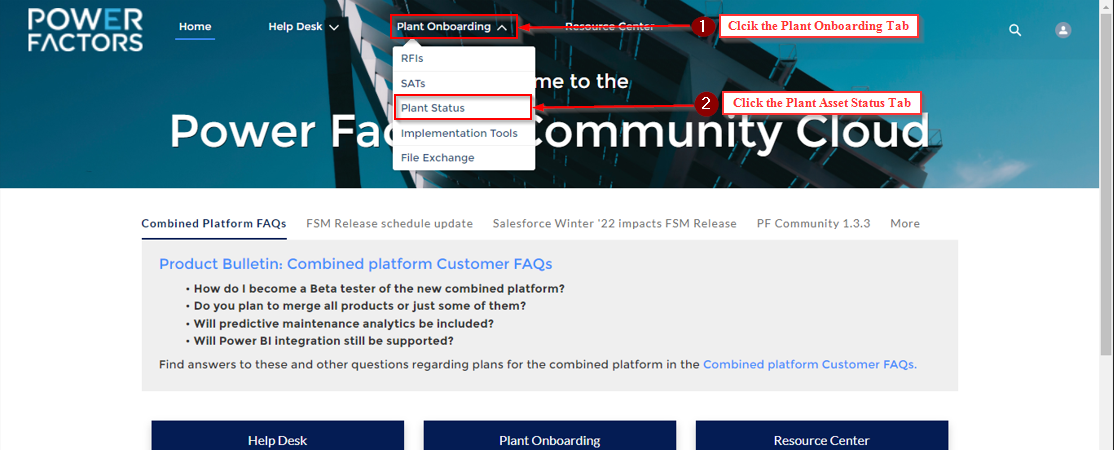 POWER
FACTORS
Home
Help Desk
Plant Onboarding
Resource Center
1
Clcik the Plant Onboarding Tab
RFIs
SATs
Plant Status
Implementation Tools
File Exchange
2
Click the Plant Asset Status Tab
me to the
Power Fac Community Cloud
Combined Platform FAQs
FSM Release schedule update
Salesforce Winter '22 impacts FSM Release
PF Community 1.3.3
More
Product Bulletin: Combined platform Customer FAQs
• How do I become a Beta tester of the new combined platform?
• Do you plan to merge all products or just some of them?
• Will predictive maintenance analytics be included?
• Will Power BI integration still be supported?
Find answers to these and other questions regarding plans for the combined platform in the Combined platform Customer FAQs.
Help Desk
Plant Onboarding
Resource Center